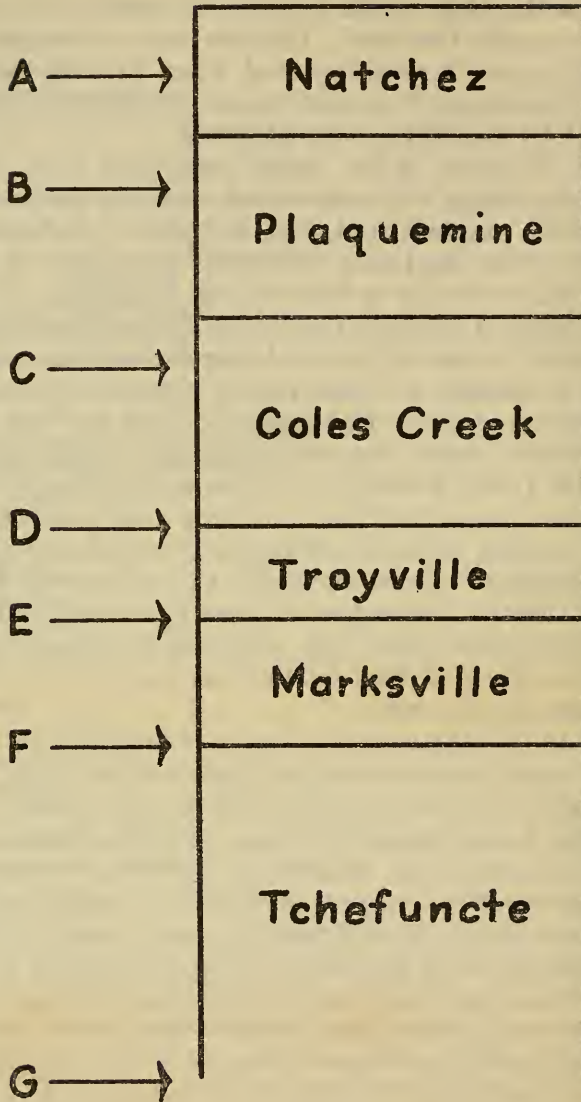 A Natchez
B
Plaquemine
C
Coles Creek
D
Troyville
E
Marksville
F
Tchefuncte
G